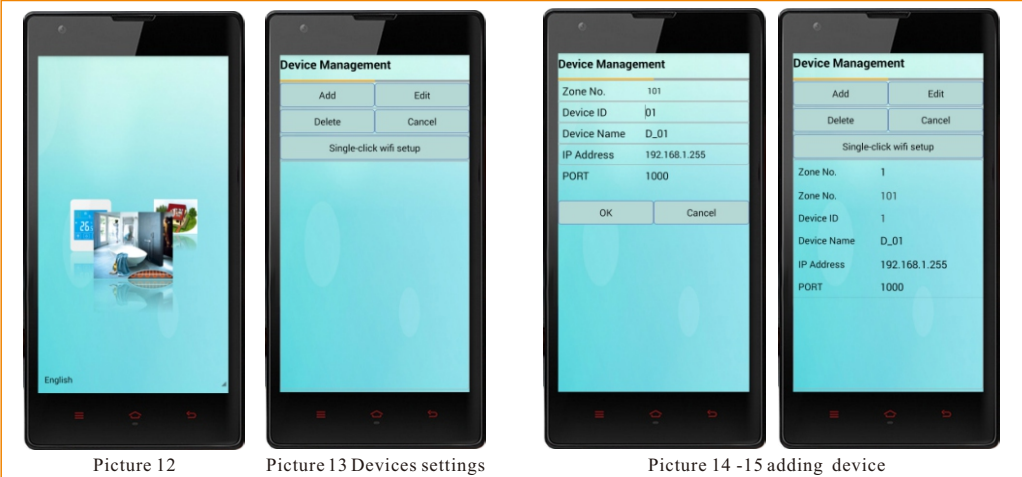 26
English
Picture 12
Device Management
Add Edit
Delete Cancel
Single-click wifi setup
Picture 13 Devices settings
Device Management
Zone No. 101
Device ID 01
Device Name D_01
IP Address 192.168.1.255
PORT 1000
OK Cancel
Device Management
Add Edit
Delete Cancel
Single-click wifi setup
Zone No. 1
Zone No. 101
Device ID 1
Device Name D_01
IP Address 192.168.1.255
PORT 1000
Picture 14 -15 adding device